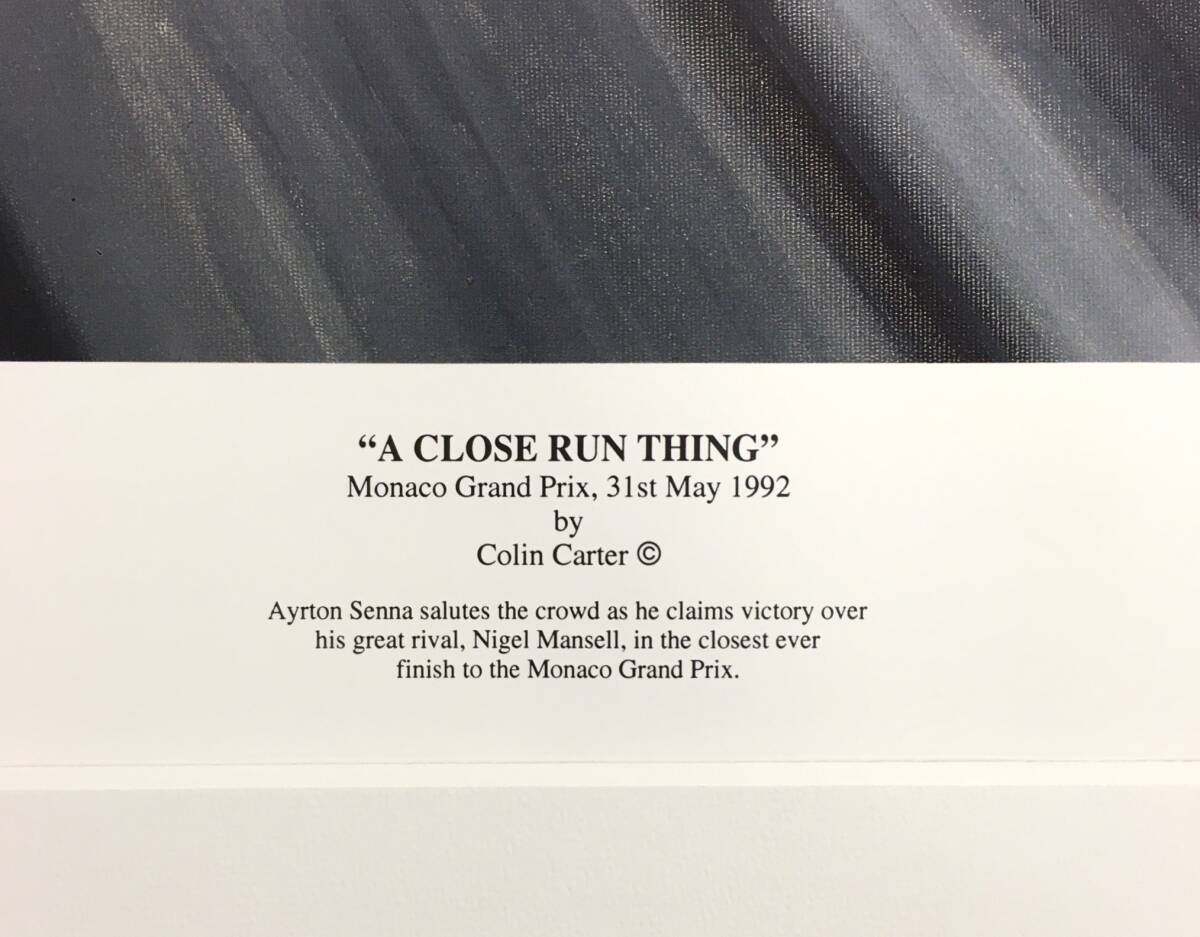 “A CLOSE RUN THING”
Monaco Grand Prix, 31st May 1992
by
Colin Carter ©
Ayrton Senna salutes the crowd as he claims victory over
his great rival, Nigel Mansell, in the closest ever
finish to the Monaco Grand Prix.